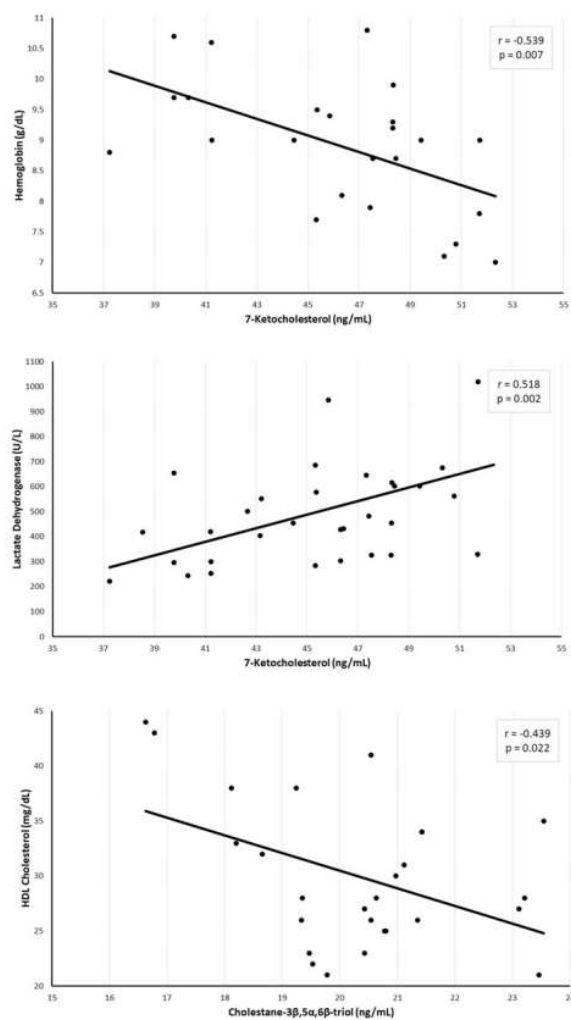 11
10.5
10
9.5
9
8.5
8
7.5
7
6.5
Hemoglobin (g/dL)
r = -0.539
p = 0.007
35 37 39 41 43 45 47 49 51 53 55
7-Ketocholesterol (ng/mL)
1100
1000
900
800
700
600
500
400
300
200
100
0
Lactate Dehydrogenase (U/L)
r = 0.518
p = 0.002
35 37 39 41 43 45 47 49 51 53 55
7-Ketocholesterol (ng/mL)
45
40
35
30
25
20
HDL Cholesterol (mg/dL)
r = -0.439
p = 0.022
15 16 17 18 19 20 21 22 23 2
Cholestane-3β,5α,6β-triol (ng/mL)